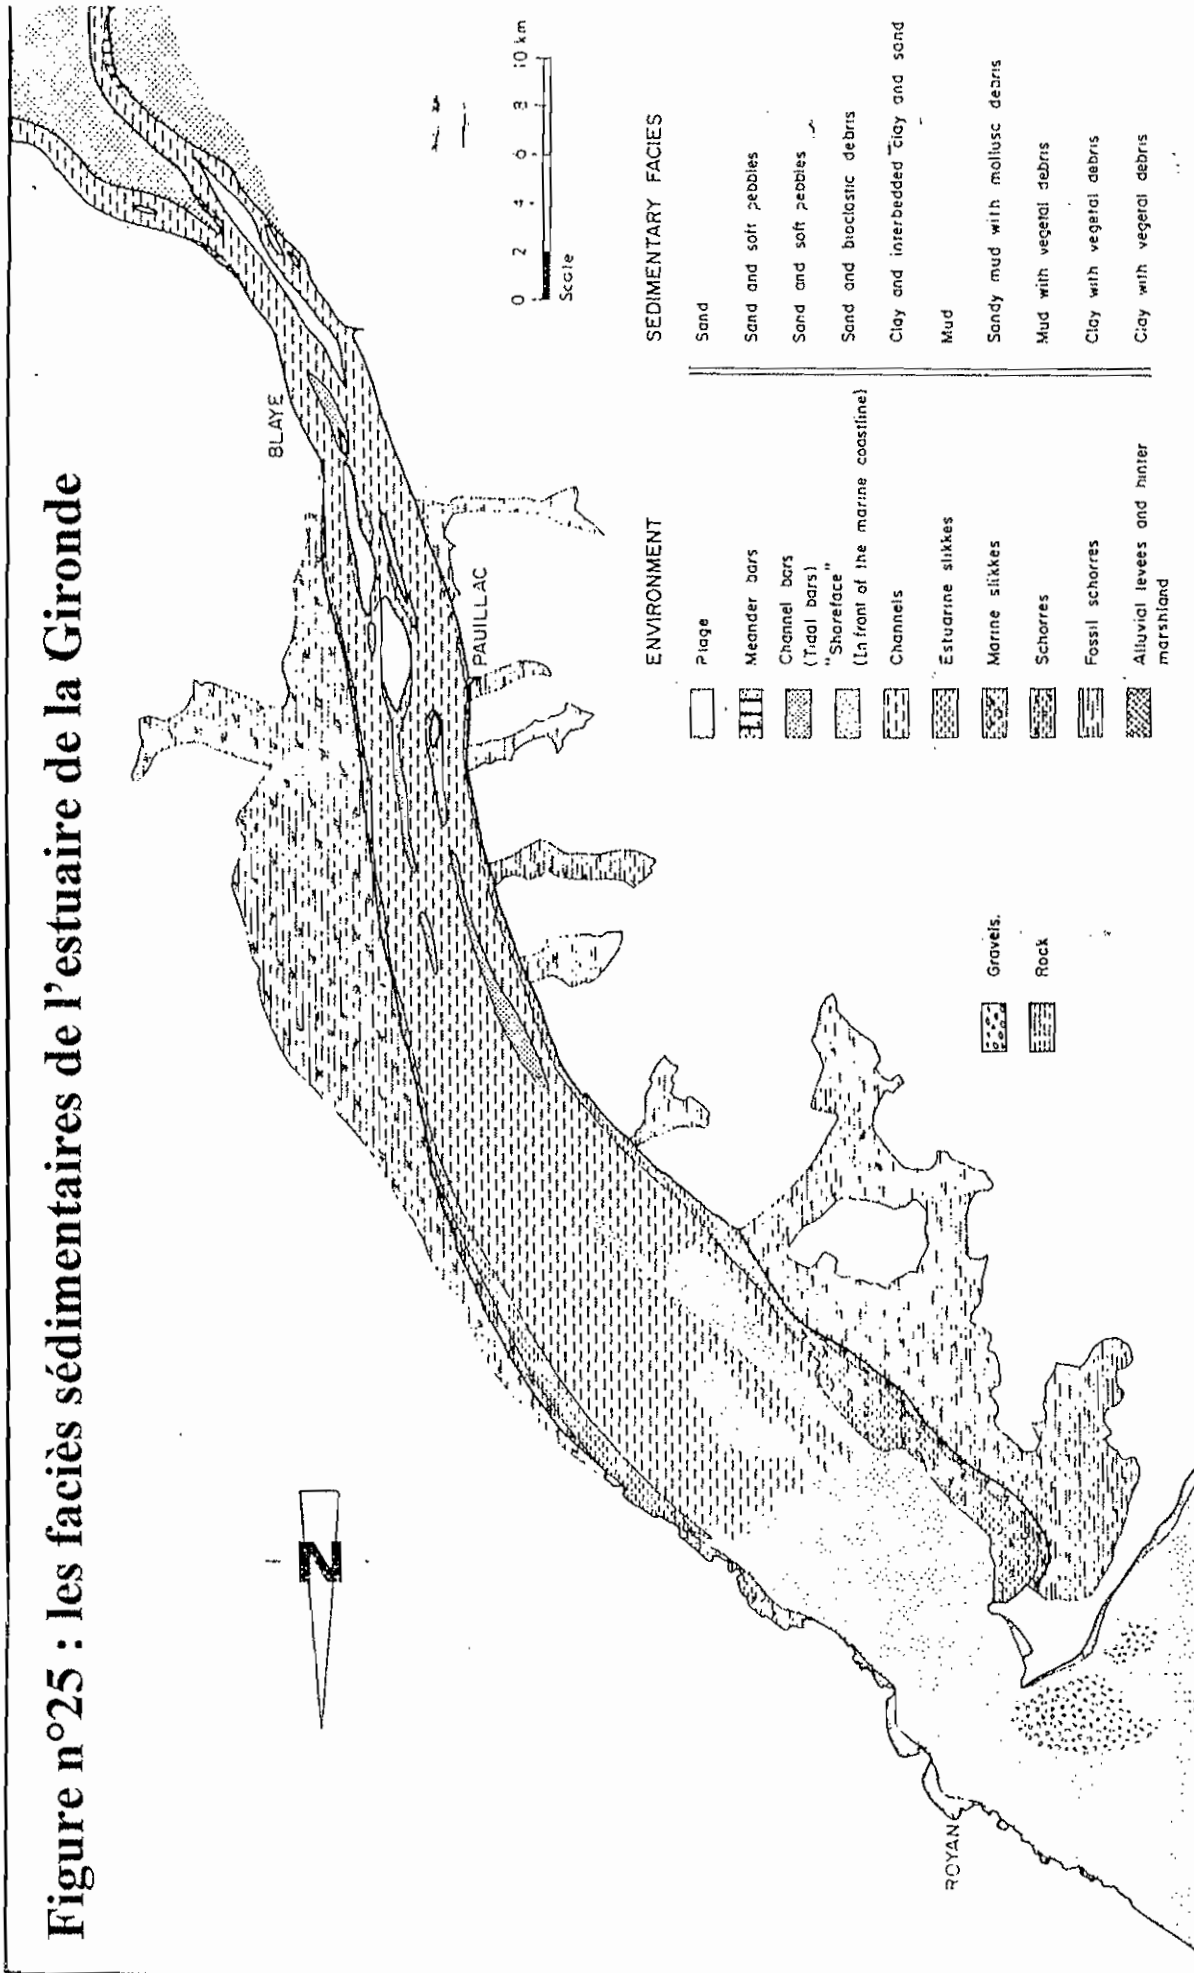 Figure n°25 : les faciès sédimentaires de l'estuaire de la Gironde
N
BLAYE
PAUILLAC
ROYAN
0 2 4 6 8 10 km
Scale
ENVIRONMENT
SEDIMENTARY FACIES
Plage
Sand
Meander bars
Sand and soft pebbles
Channel bars
(Tidal bars)
Sand and soft pebbles
"Shoreface"
(In front of the marine coastline)
Sand and bioclastic debris
Channels
Clay and interbedded clay and sand
Estuarine slikkes
Mud
Marine slikkes
Sandy mud with mollusc debris
Schorres
Mud with vegetal debris
Fossil schorres
Clay with vegetal debris
Alluvial levees and hinter
marshland
Clay with vegetal debris
Gravels.
Rock